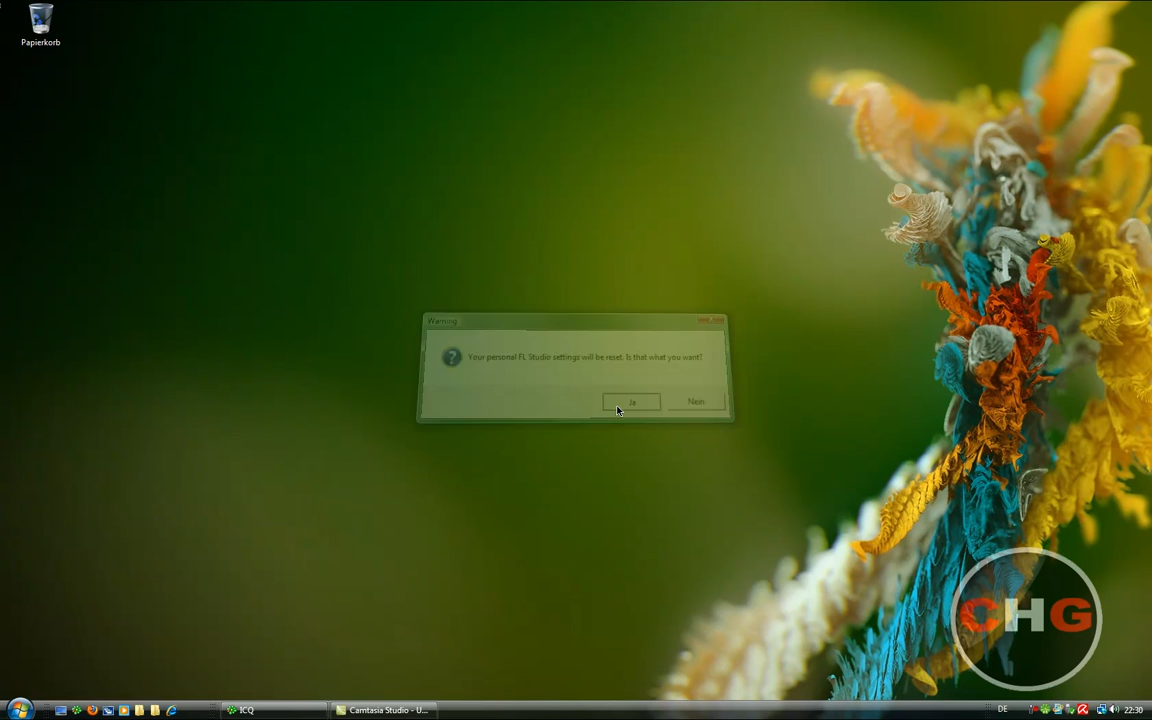 Papierkorb
Warning
Your personal FL Studio settings will be reset. Is that what you want?
Ja
Nein
CHG
ICQ
Camtasia Studio - U...
DE
22:30